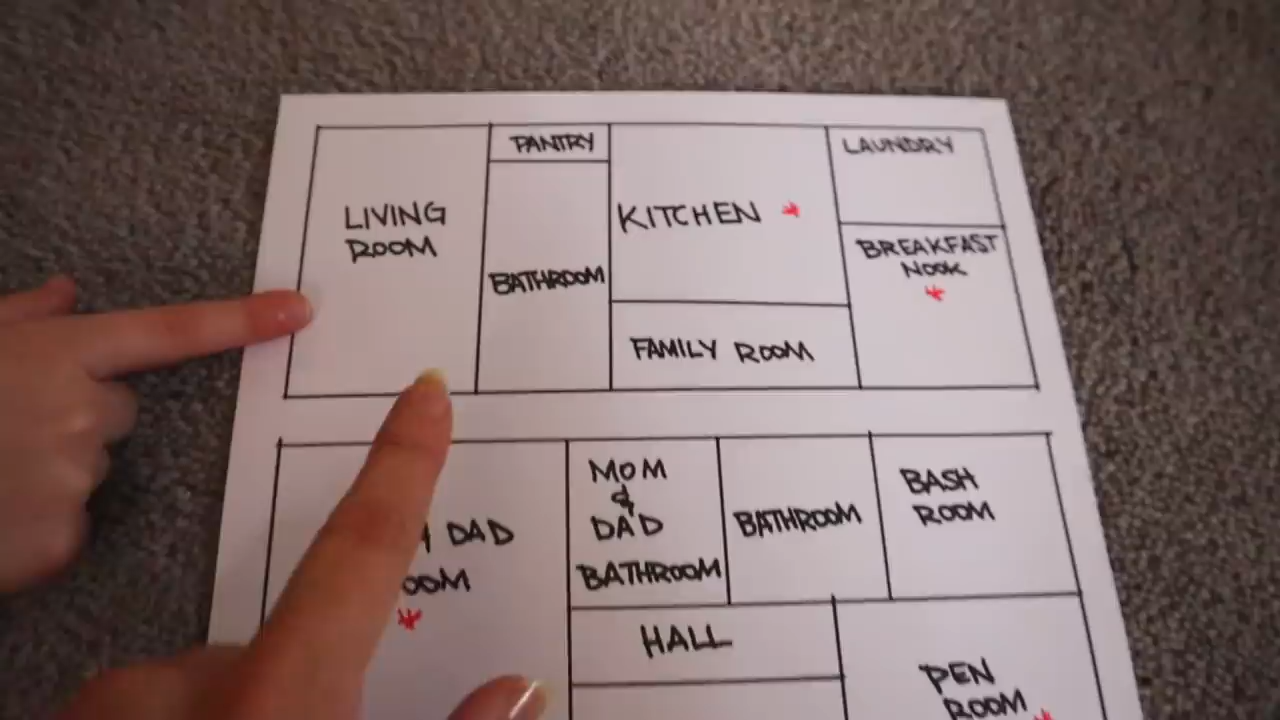 PANTRY
LAUNDRY
LIVING
ROOM
KITCHEN
BREAKFAST
NOOK
BATHROOM
FAMILY ROOM
DAD
MOM
&
DAD
BATHROOM
BATHROOM
BASH
ROOM
HALL
PEN
ROOM